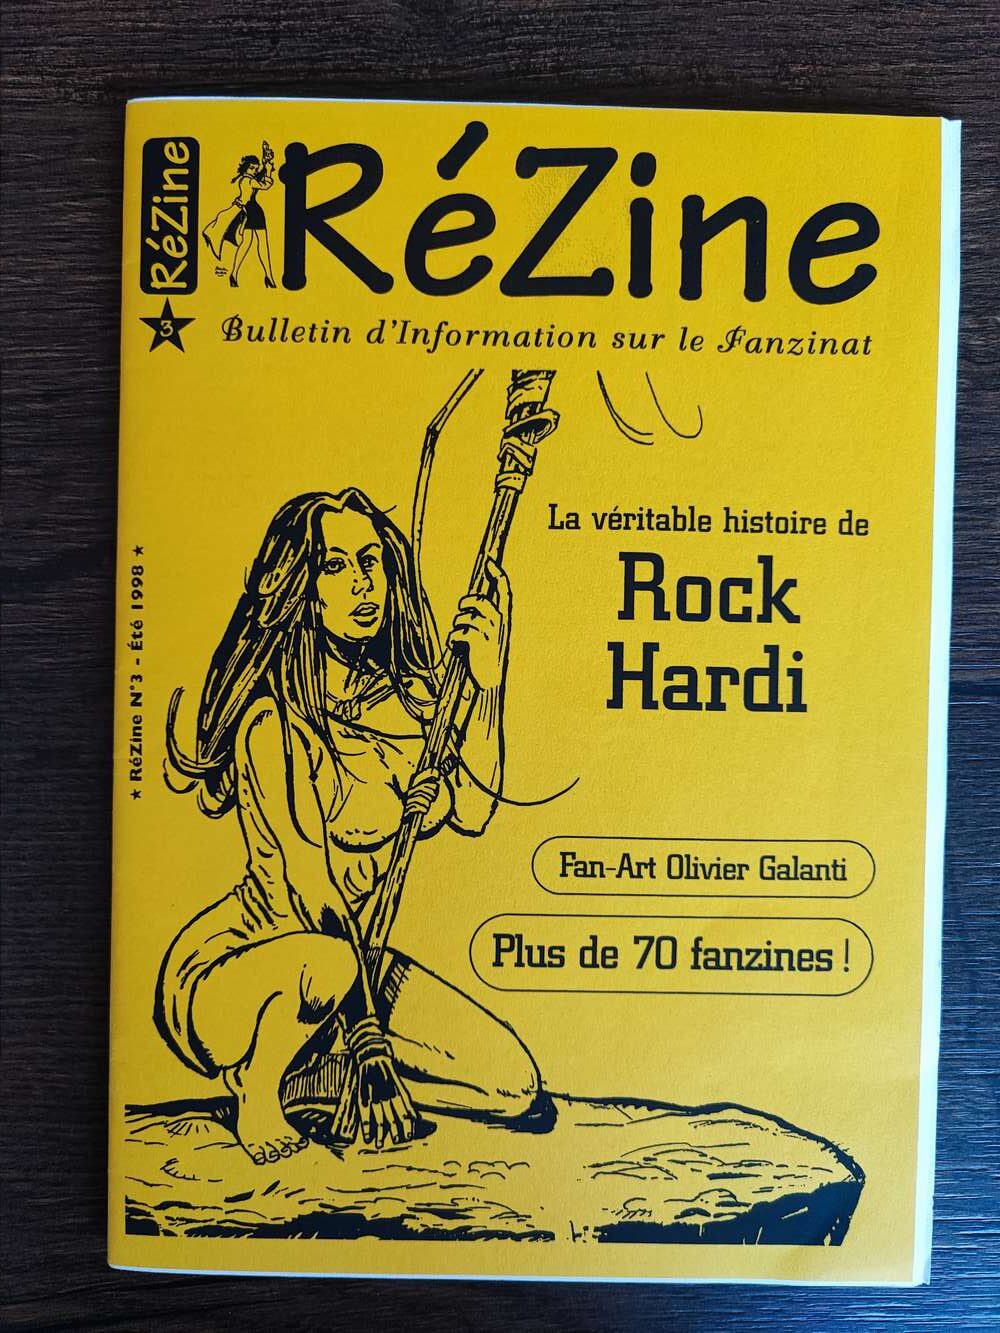 RéZine
RéZine
3
Bulletin d'Information sur le Fanzinat
La véritable histoire de
Rock
Hardi
★ RéZine N°3 - Été 1998 ★
Fan-Art Olivier Galanti
Plus de 70 fanzines !